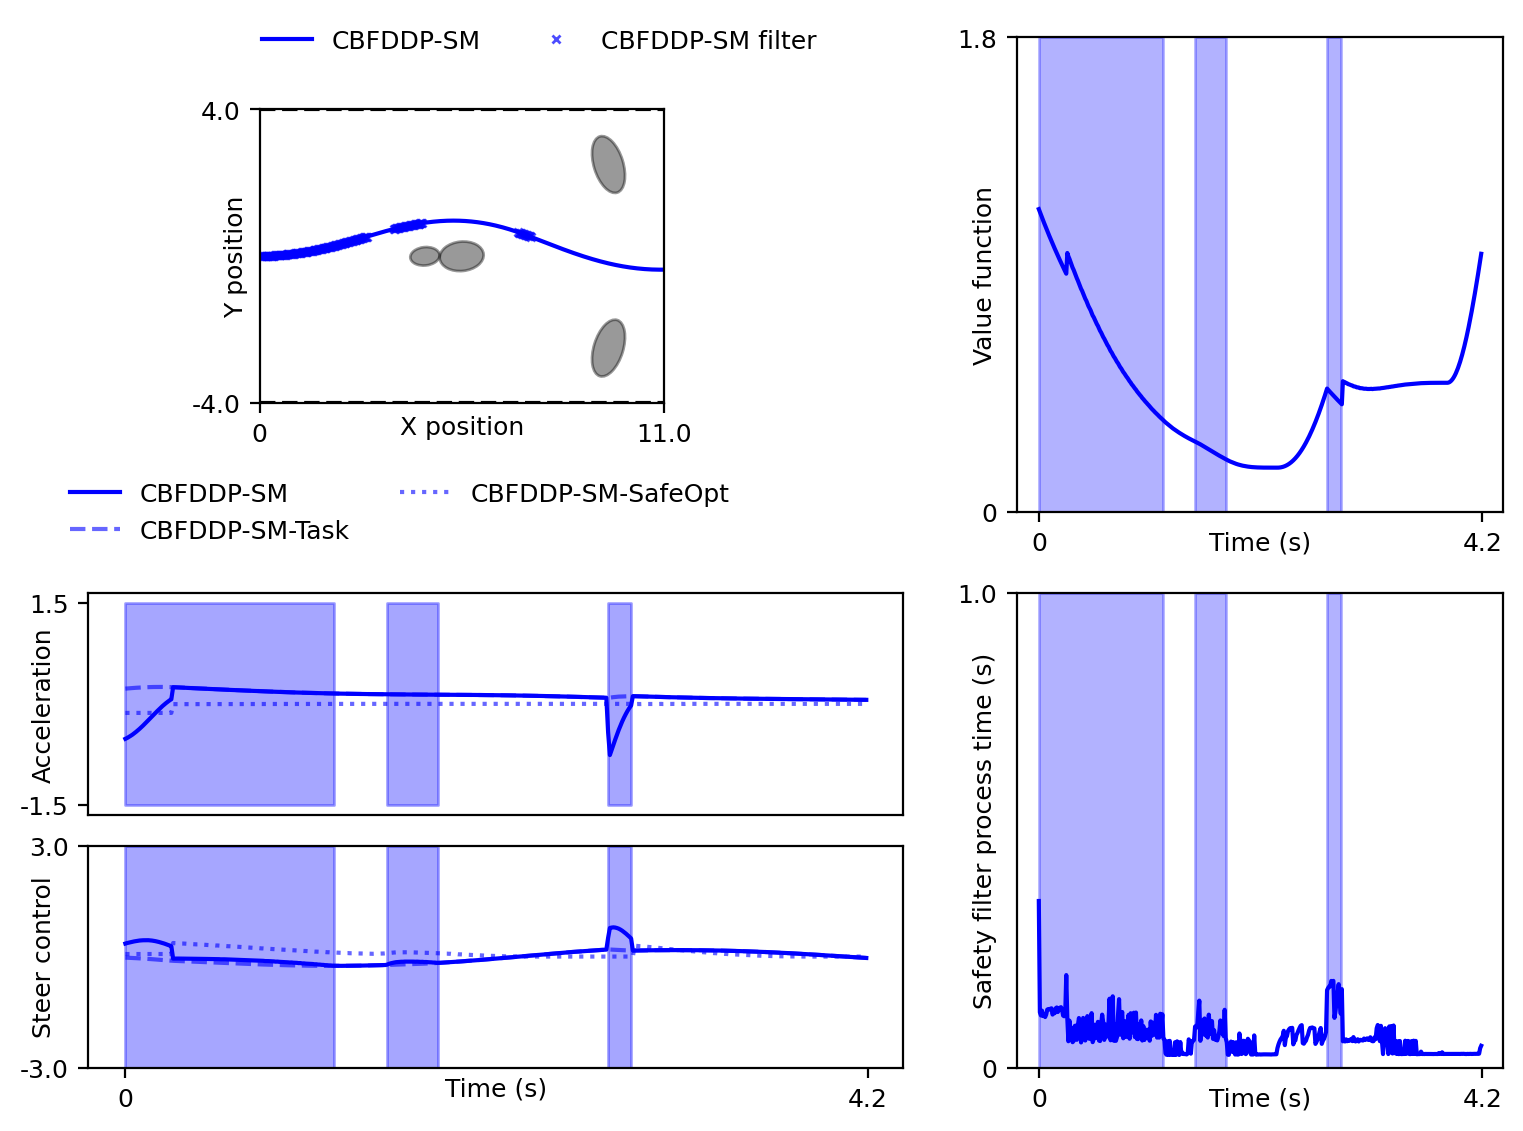 CBFDDP-SM
CBFDDP-SM filter
4.0
Y position
-4.0
0
X position
11.0
1.8
Value function
0
0
Time (s)
4.2
CBFDDP-SM
CBFDDP-SM-SafeOpt
CBFDDP-SM-Task
1.5
Acceleration
-1.5
3.0
Steer control
-3.0
0
Time (s)
4.2
1.0
Safety filter process time (s)
0
0
Time (s)
4.2